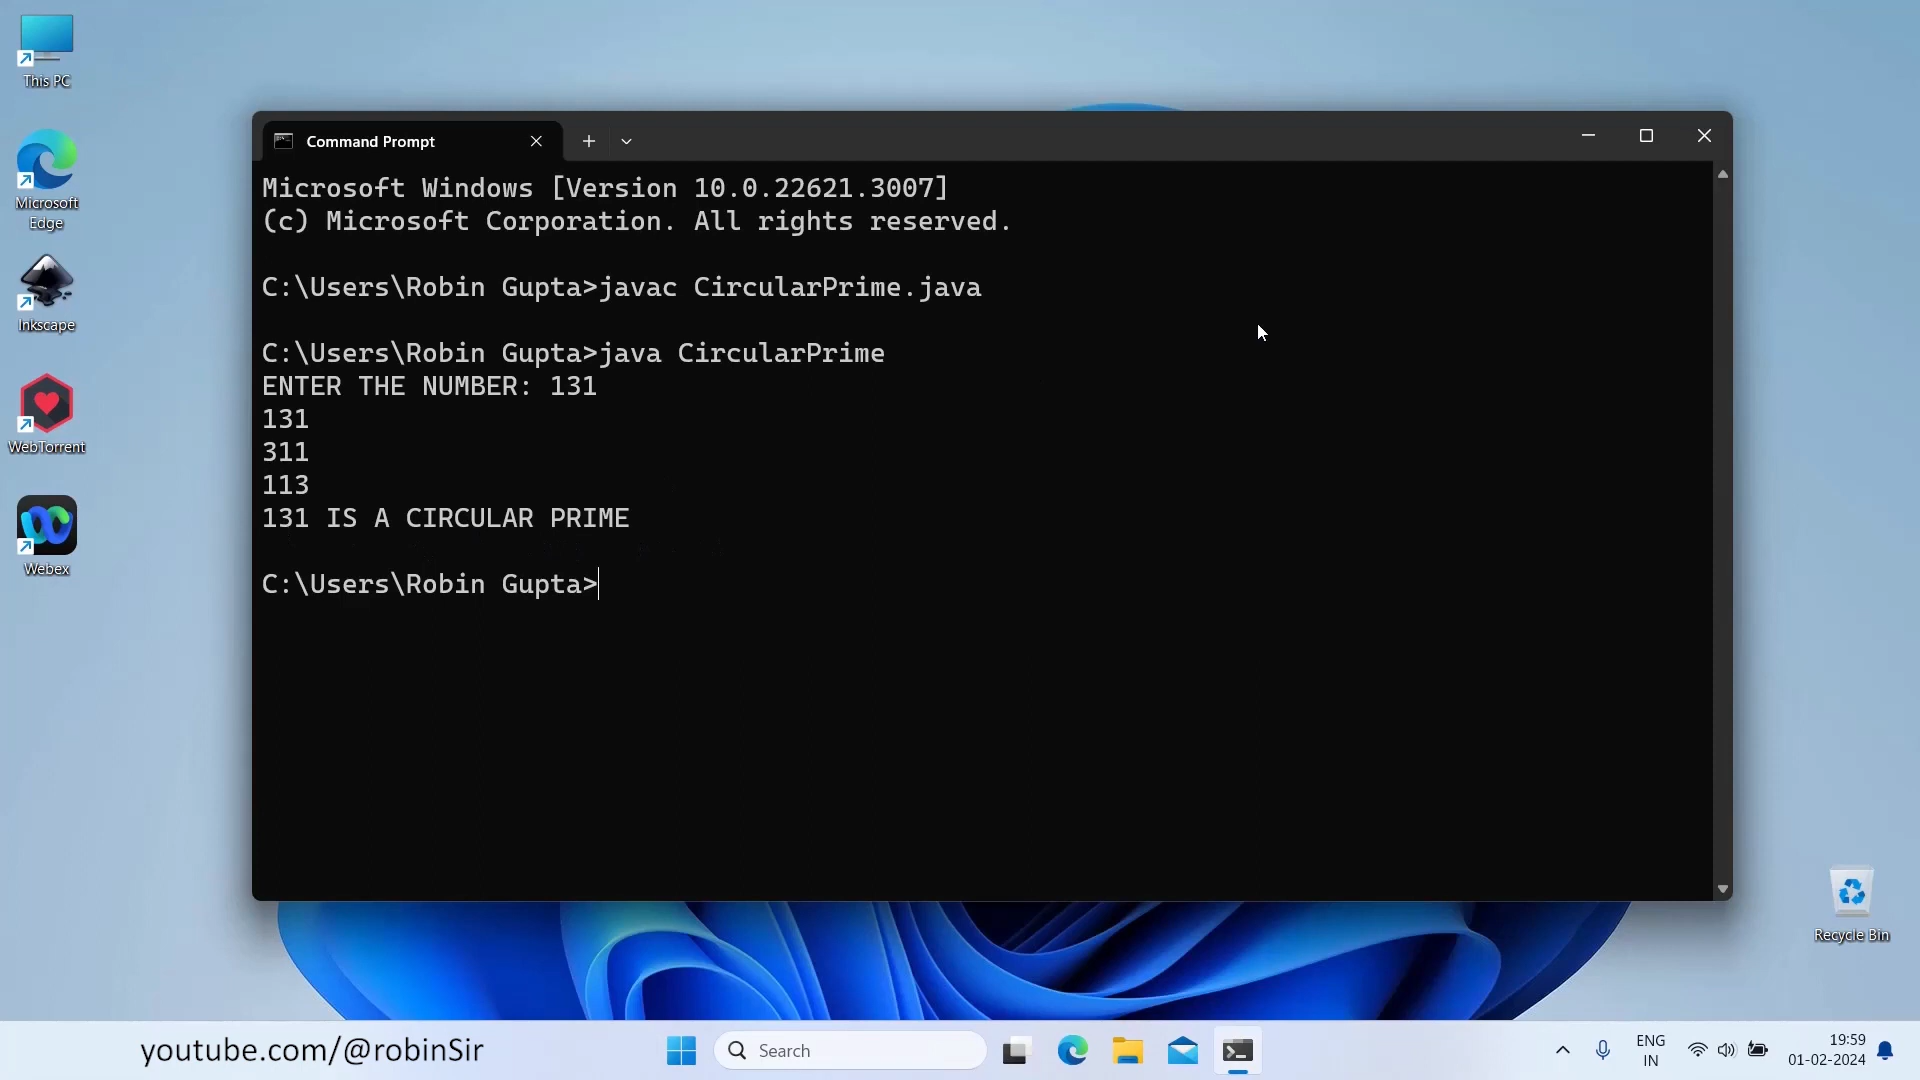 This PC
Microsoft
Edge
Inkscape
WebTorrent
Webex
Command Prompt
Microsoft Windows [Version 10.0.22621.3007]
(c) Microsoft Corporation. All rights reserved.
C:\Users\Robin Gupta>javac CircularPrime.java
C:\Users\Robin Gupta>java CircularPrime
ENTER THE NUMBER: 131
131
311
113
131 IS A CIRCULAR PRIME
C:\Users\Robin Gupta>
Recycle Bin
youtube.com/@robinSir
Search
ENG
IN
19:59
01-02-2024